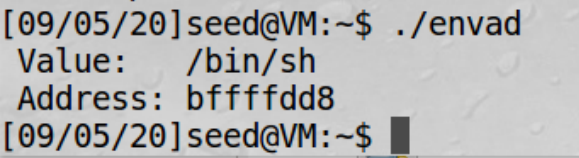 [09/05/20]seed@VM:~$ ./envad
Value:   /bin/sh
Address: bffffdd8
[09/05/20]seed@VM:~$